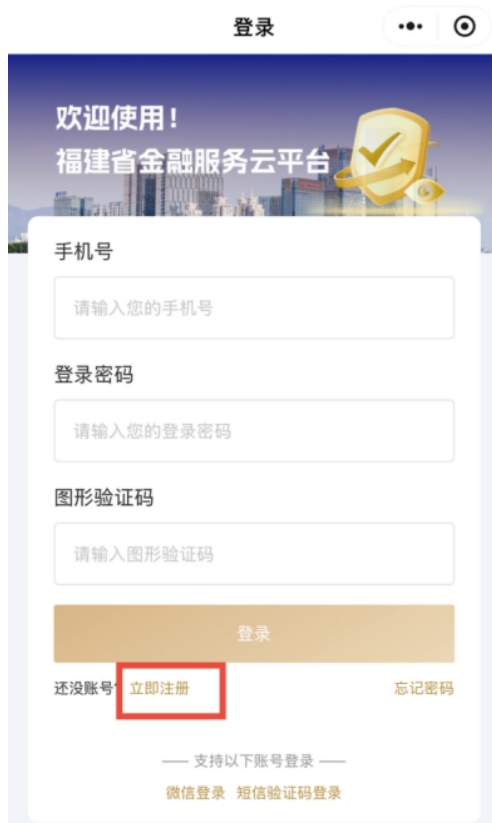 登录
欢迎使用！
福建省金融服务云平台
手机号
请输入您的手机号
登录密码
请输入您的登录密码
图形验证码
请输入图形验证码
登录
还没账号? 立即注册 忘记密码
支持以下账号登录
微信登录 短信验证码登录